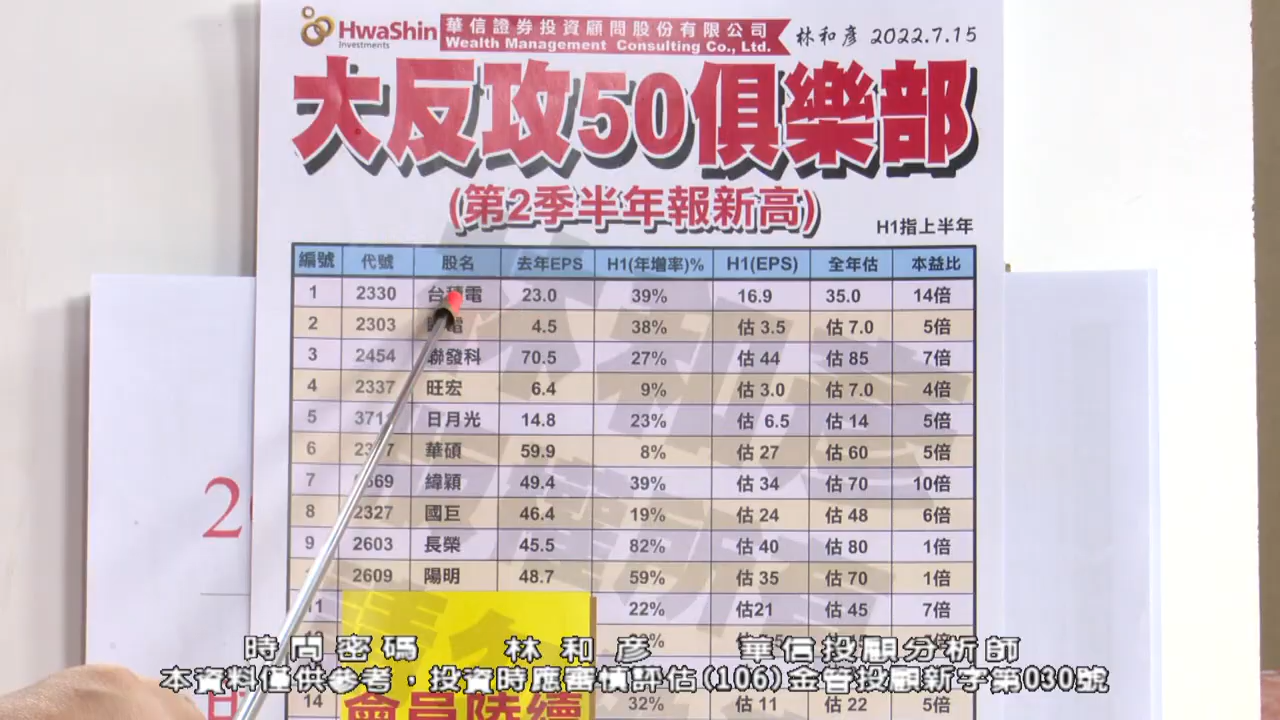 HwaShin
Investments
華信證券投資顧問股份有限公司
Wealth Management Consulting Co., Ltd.
林和彥 2022.7.15
大反攻50俱樂部
(第2季半年報新高)
H1指上半年
編號 代號 股名 去年EPS H1(年增率)% H1(EPS) 全年估 本益比
1 2330 台積電 23.0 39% 16.9 35.0 14倍
2 2303 電 4.5 38% 估 3.5 估 7.0 5倍
3 2454 聯發科 70.5 27% 估 44 估 85 7倍
4 2337 旺宏 6.4 9% 估 3.0 估 7.0 4倍
5 371 日月光 14.8 23% 估 6.5 估 14 5倍
6 2 7 華碩 59.9 8% 估 27 估 60 5倍
7 669 緯穎 49.4 39% 估 34 估 70 10倍
8 2327 國巨 46.4 19% 估 24 估 48 6倍
9 2603 長榮 45.5 82% 估 40 估 80 1倍
2609 陽明 48.7 59% 估 35 估 70 1倍
11 22% 估21 估 45 7倍
14 32% 估 11 估 22 5倍
會員陸續
時間密碼 林和彥 華信投顧分析師
本資料僅供參考，投資時應審慎評估(106)金管投顧新字第030號